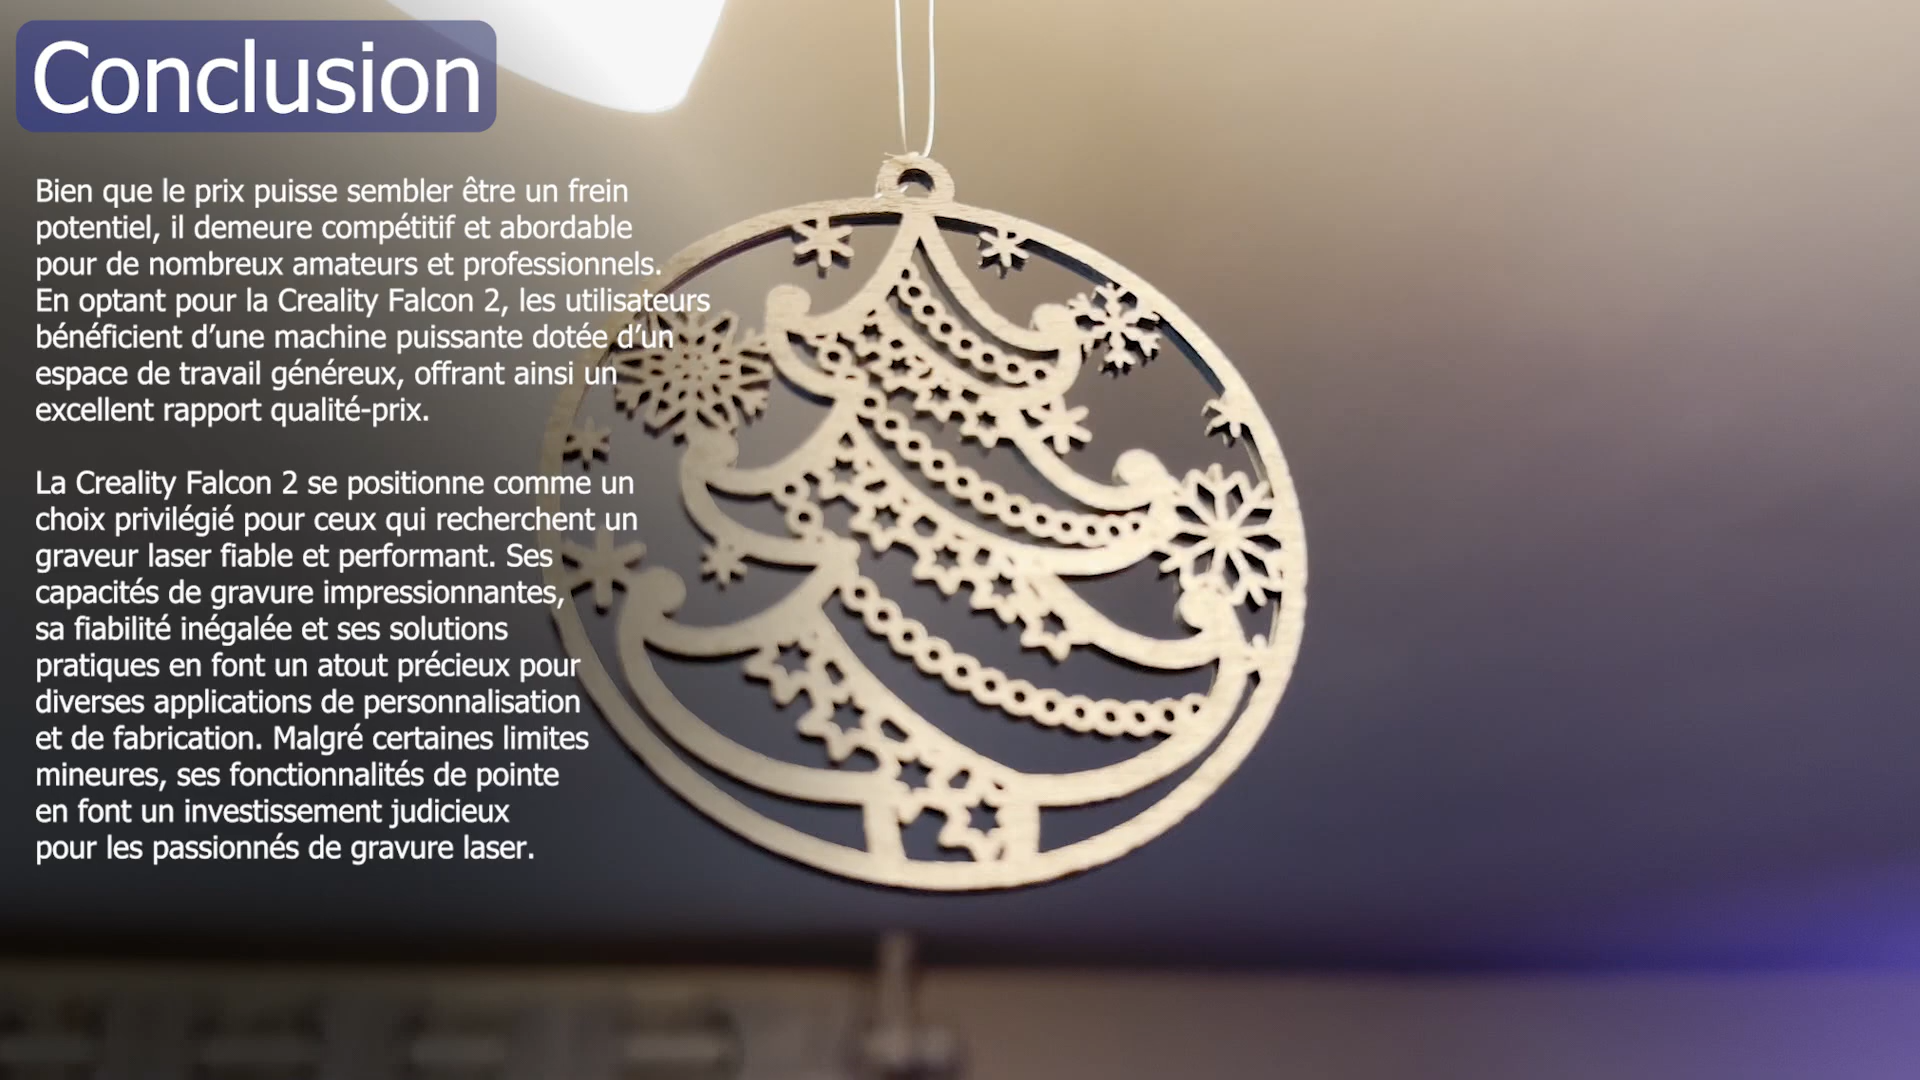 Conclusion
Bien que le prix puisse sembler être un frein
potentiel, il demeure compétitif et abordable
pour de nombreux amateurs et professionnels.
En optant pour la Creality Falcon 2, les utilisateurs
bénéficient d’une machine puissante dotée d’un
espace de travail généreux, offrant ainsi un
excellent rapport qualité-prix.
La Creality Falcon 2 se positionne comme un
choix privilégié pour ceux qui recherchent un
graveur laser fiable et performant. Ses
capacités de gravure impressionnantes,
sa fiabilité inégalée et ses solutions
pratiques en font un atout précieux pour
diverses applications de personnalisation
et de fabrication. Malgré certaines limites
mineures, ses fonctionnalités de pointe
en font un investissement judicieux
pour les passionnés de gravure laser.